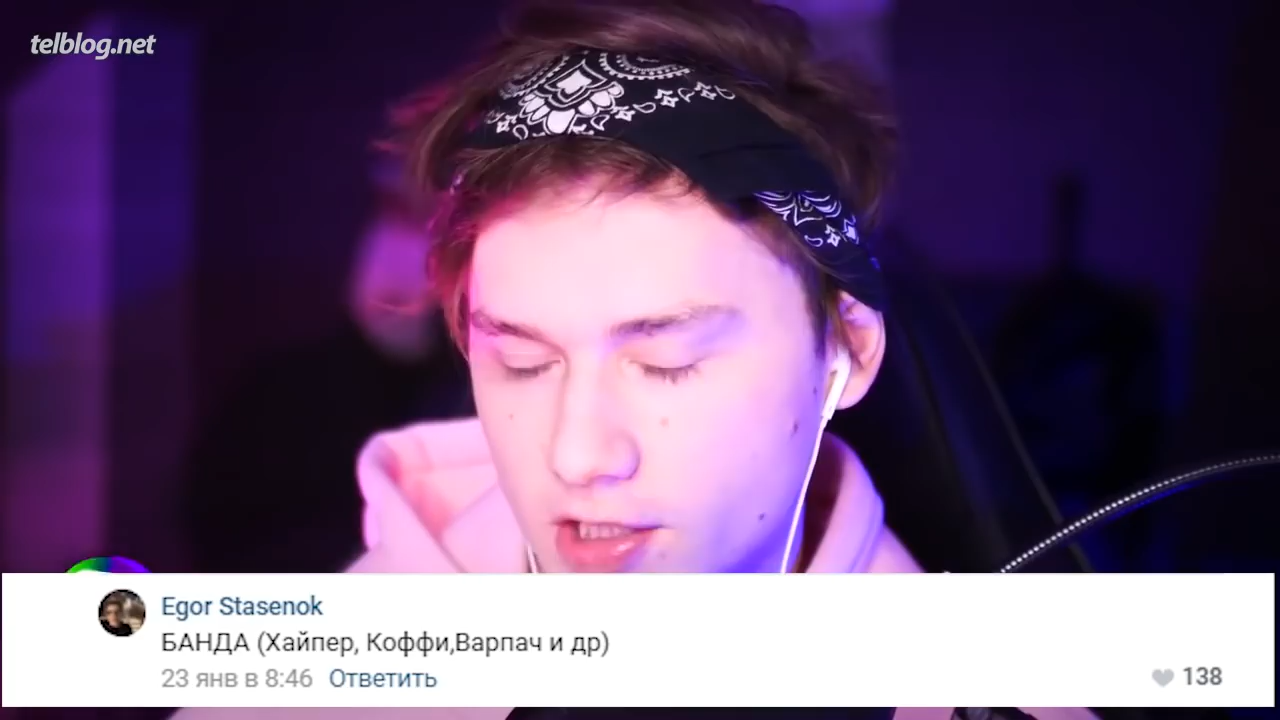 telblog.net
Egor Stasenok
БАНДА (Хайпер, Коффи,Варпач и др)
23 янв в 8:46 Ответить
138